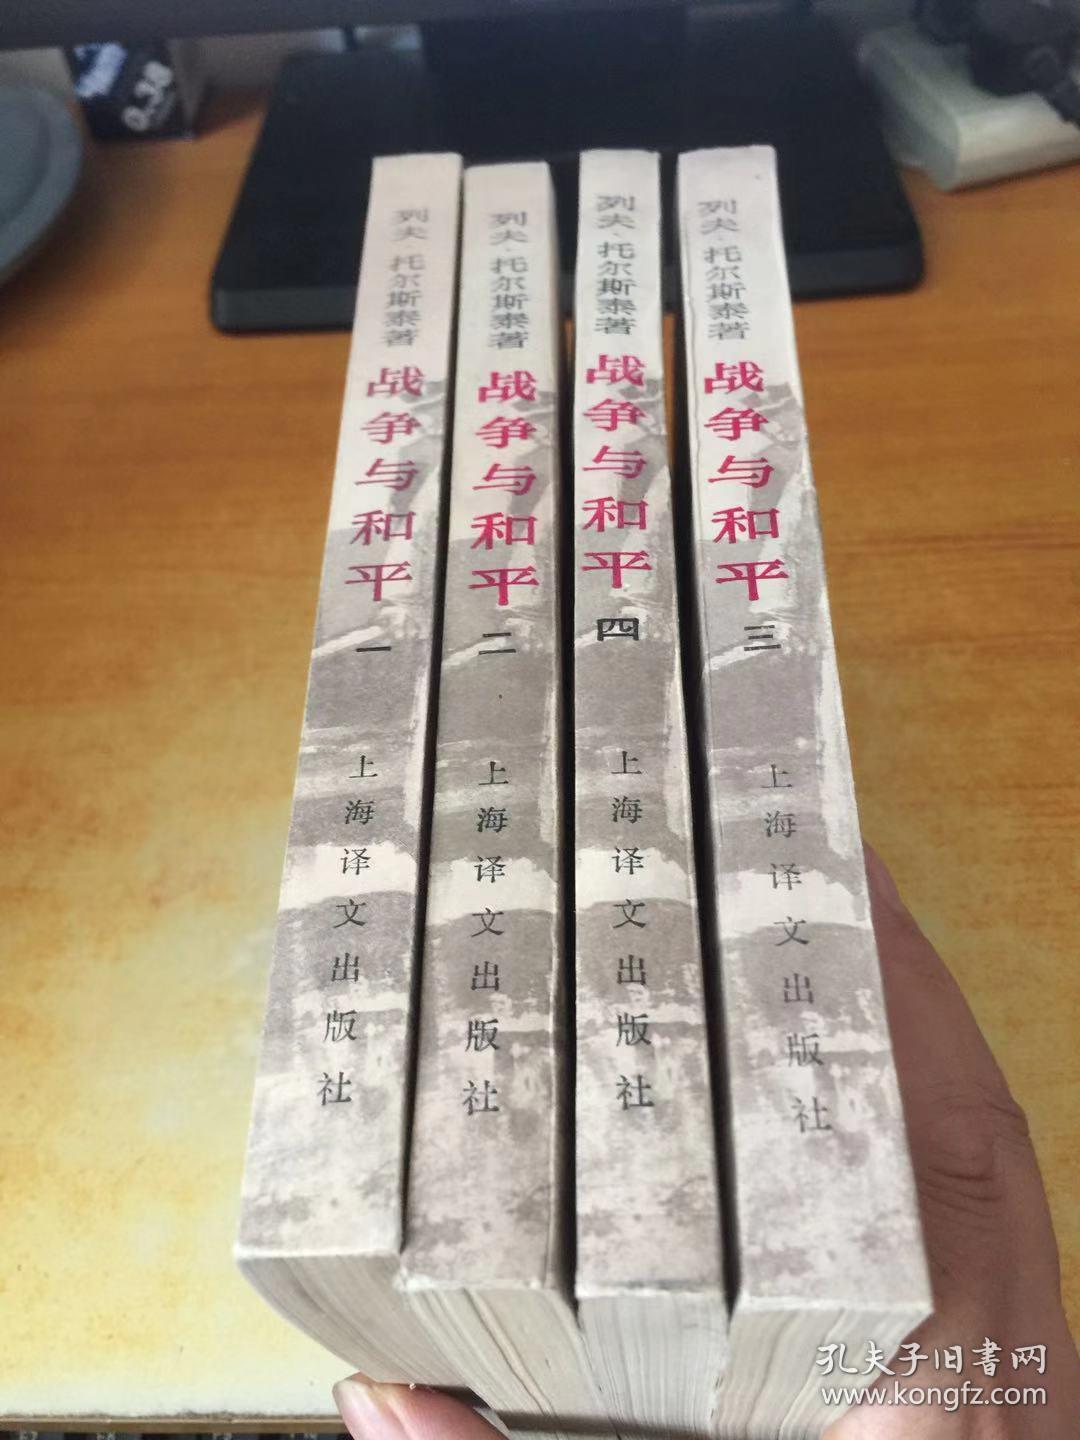 0.38
列夫·托尔斯泰著
战争与和平
一
上海译文出版社
列夫·托尔斯泰著
战争与和平
二
上海译文出版社
列夫·托尔斯泰著
战争与和平
四
上海译文出版社
列夫·托尔斯泰著
战争与和平
三
上海译文出版社
孔夫子旧書网
www.kongfz.com